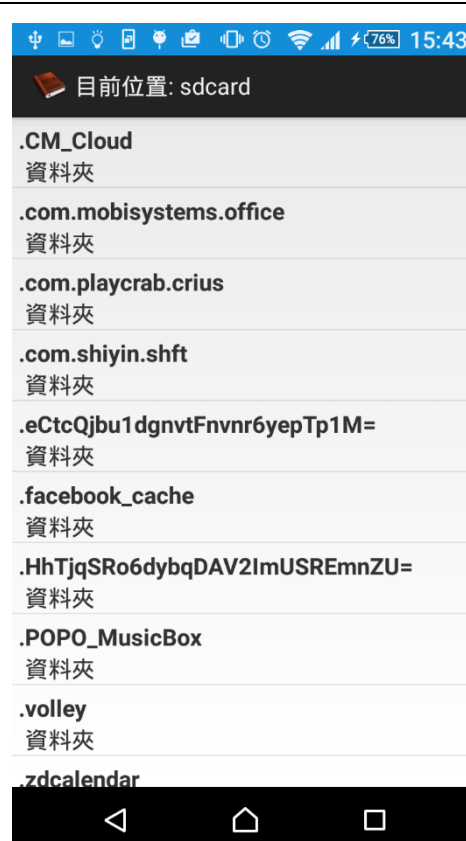 76% 15:43
目前位置: sdcard
.CM_Cloud
資料夾
.com.mobisystems.office
資料夾
.com.playcrab.crius
資料夾
.com.shiyin.shft
資料夾
.eCtcQjbu1dgnvtFnvnr6yepTp1M=
資料夾
.facebook_cache
資料夾
.HhTjqSRo6dybqDAV2ImUSREmnZU=
資料夾
.POPO_MusicBox
資料夾
.volley
資料夾
.zdcalendar